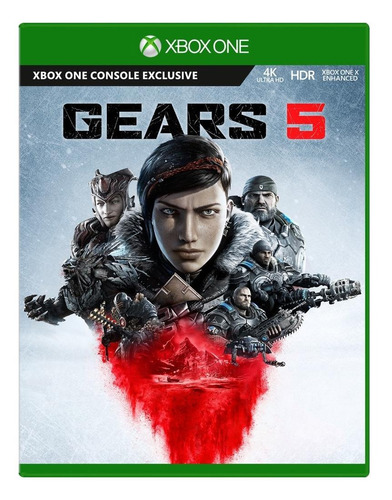 XBOX ONE
XBOX ONE CONSOLE EXCLUSIVE
4K
ULTRA HD
HDR
XBOX ONE X
ENHANCED
GEARS 5